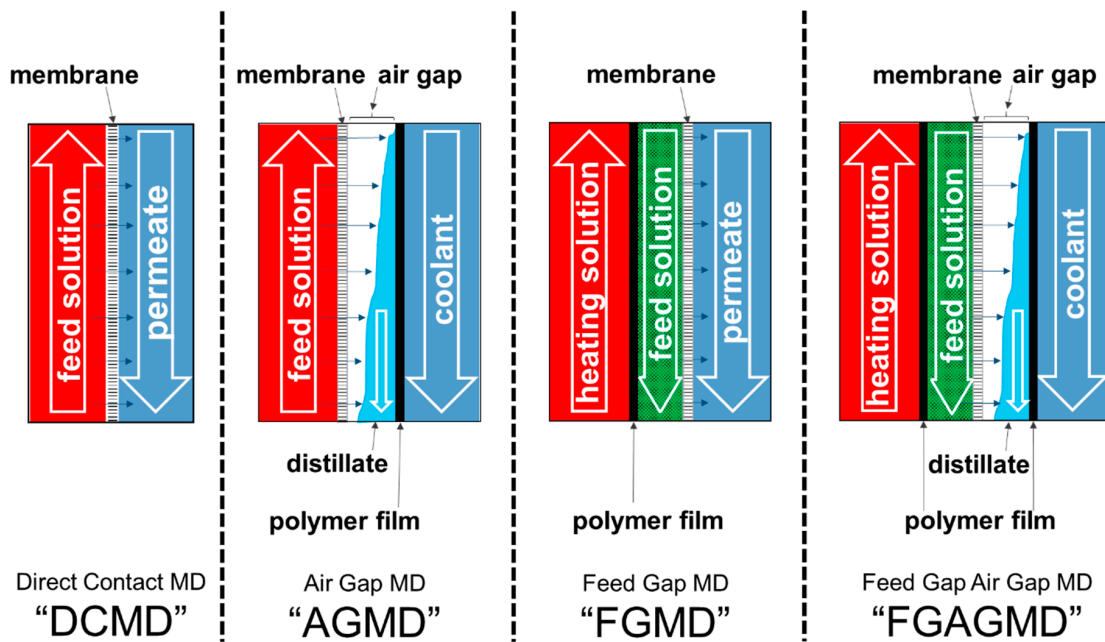 membrane
feed solution
permeate
Direct Contact MD
“DCMD”
membrane air gap
feed solution
coolant
distillate
polymer film
Air Gap MD
“AGMD”
membrane
heating solution
feed solution
permeate
polymer film
Feed Gap MD
“FGMD”
membrane air gap
heating solution
feed solution
coolant
distillate
polymer film
Feed Gap Air Gap MD
“FGAGMD”